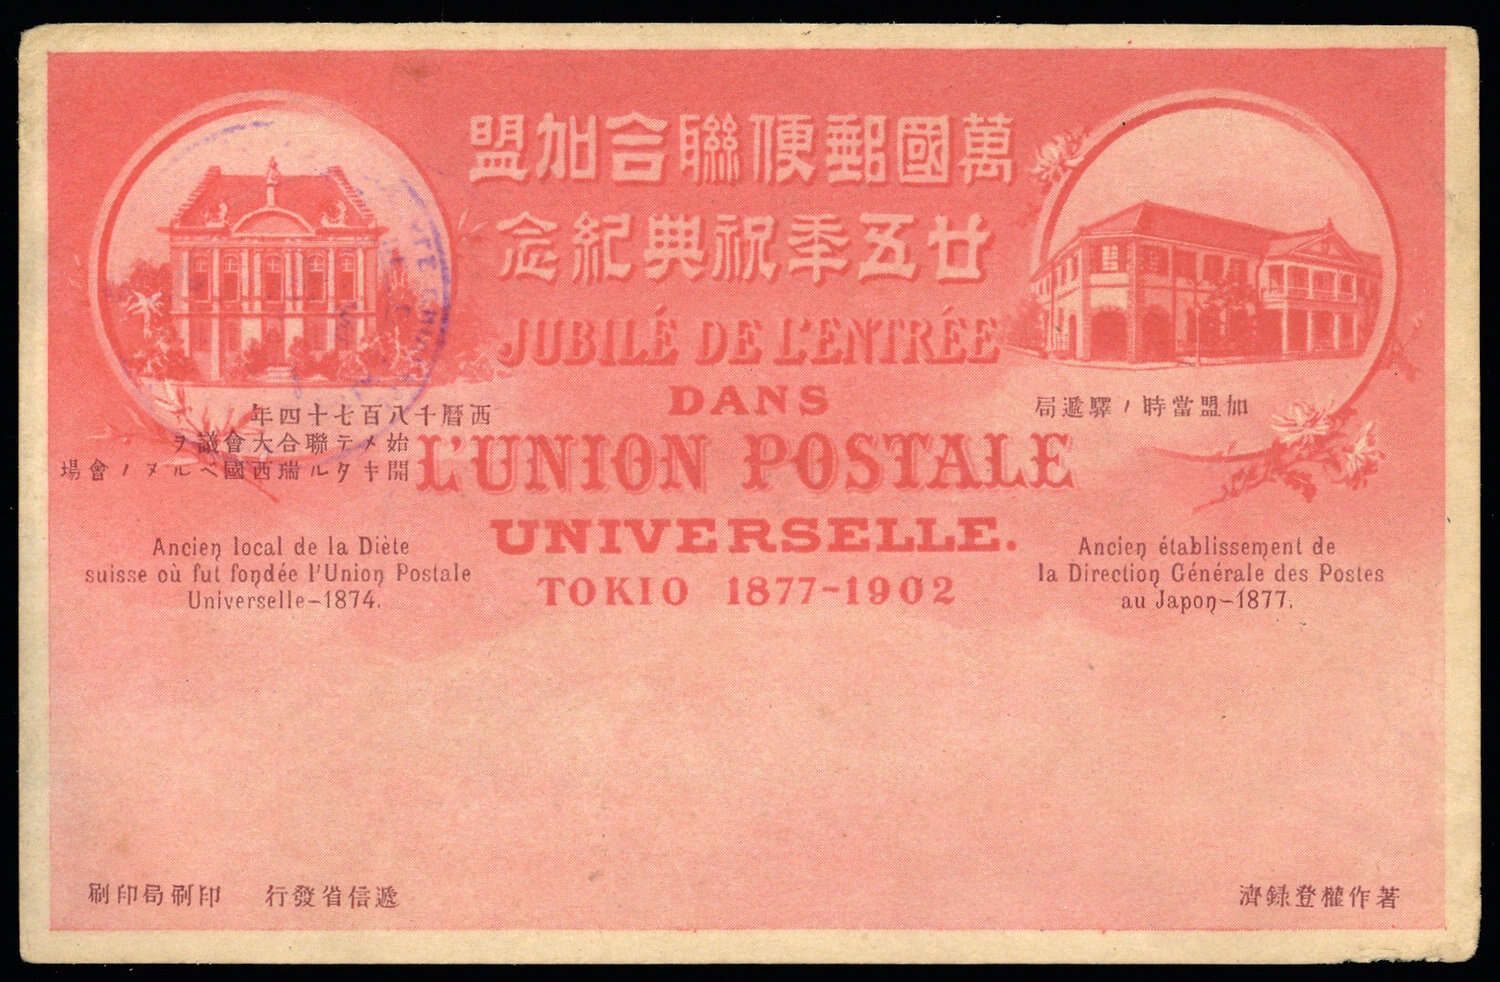 萬國郵便聯合加盟
廿五季祝典紀念
JUBILÉ DE L'ENTRÉE
DANS
L'UNION POSTALE
UNIVERSELLE.
TOKIO 1877-1902
西曆千八百七十四年
始メテ聯合大會議ヲ
開キタル瑞西國ベルヌノ會場
Ancien local de la Diète
suisse où fut fondée l'Union Postale
Universelle-1874.
加盟當時ノ驛遞局
Ancien établissement de
la Direction Générale des Postes
au Japon-1877.
遞信省發行 印刷局印刷
著作權登錄濟